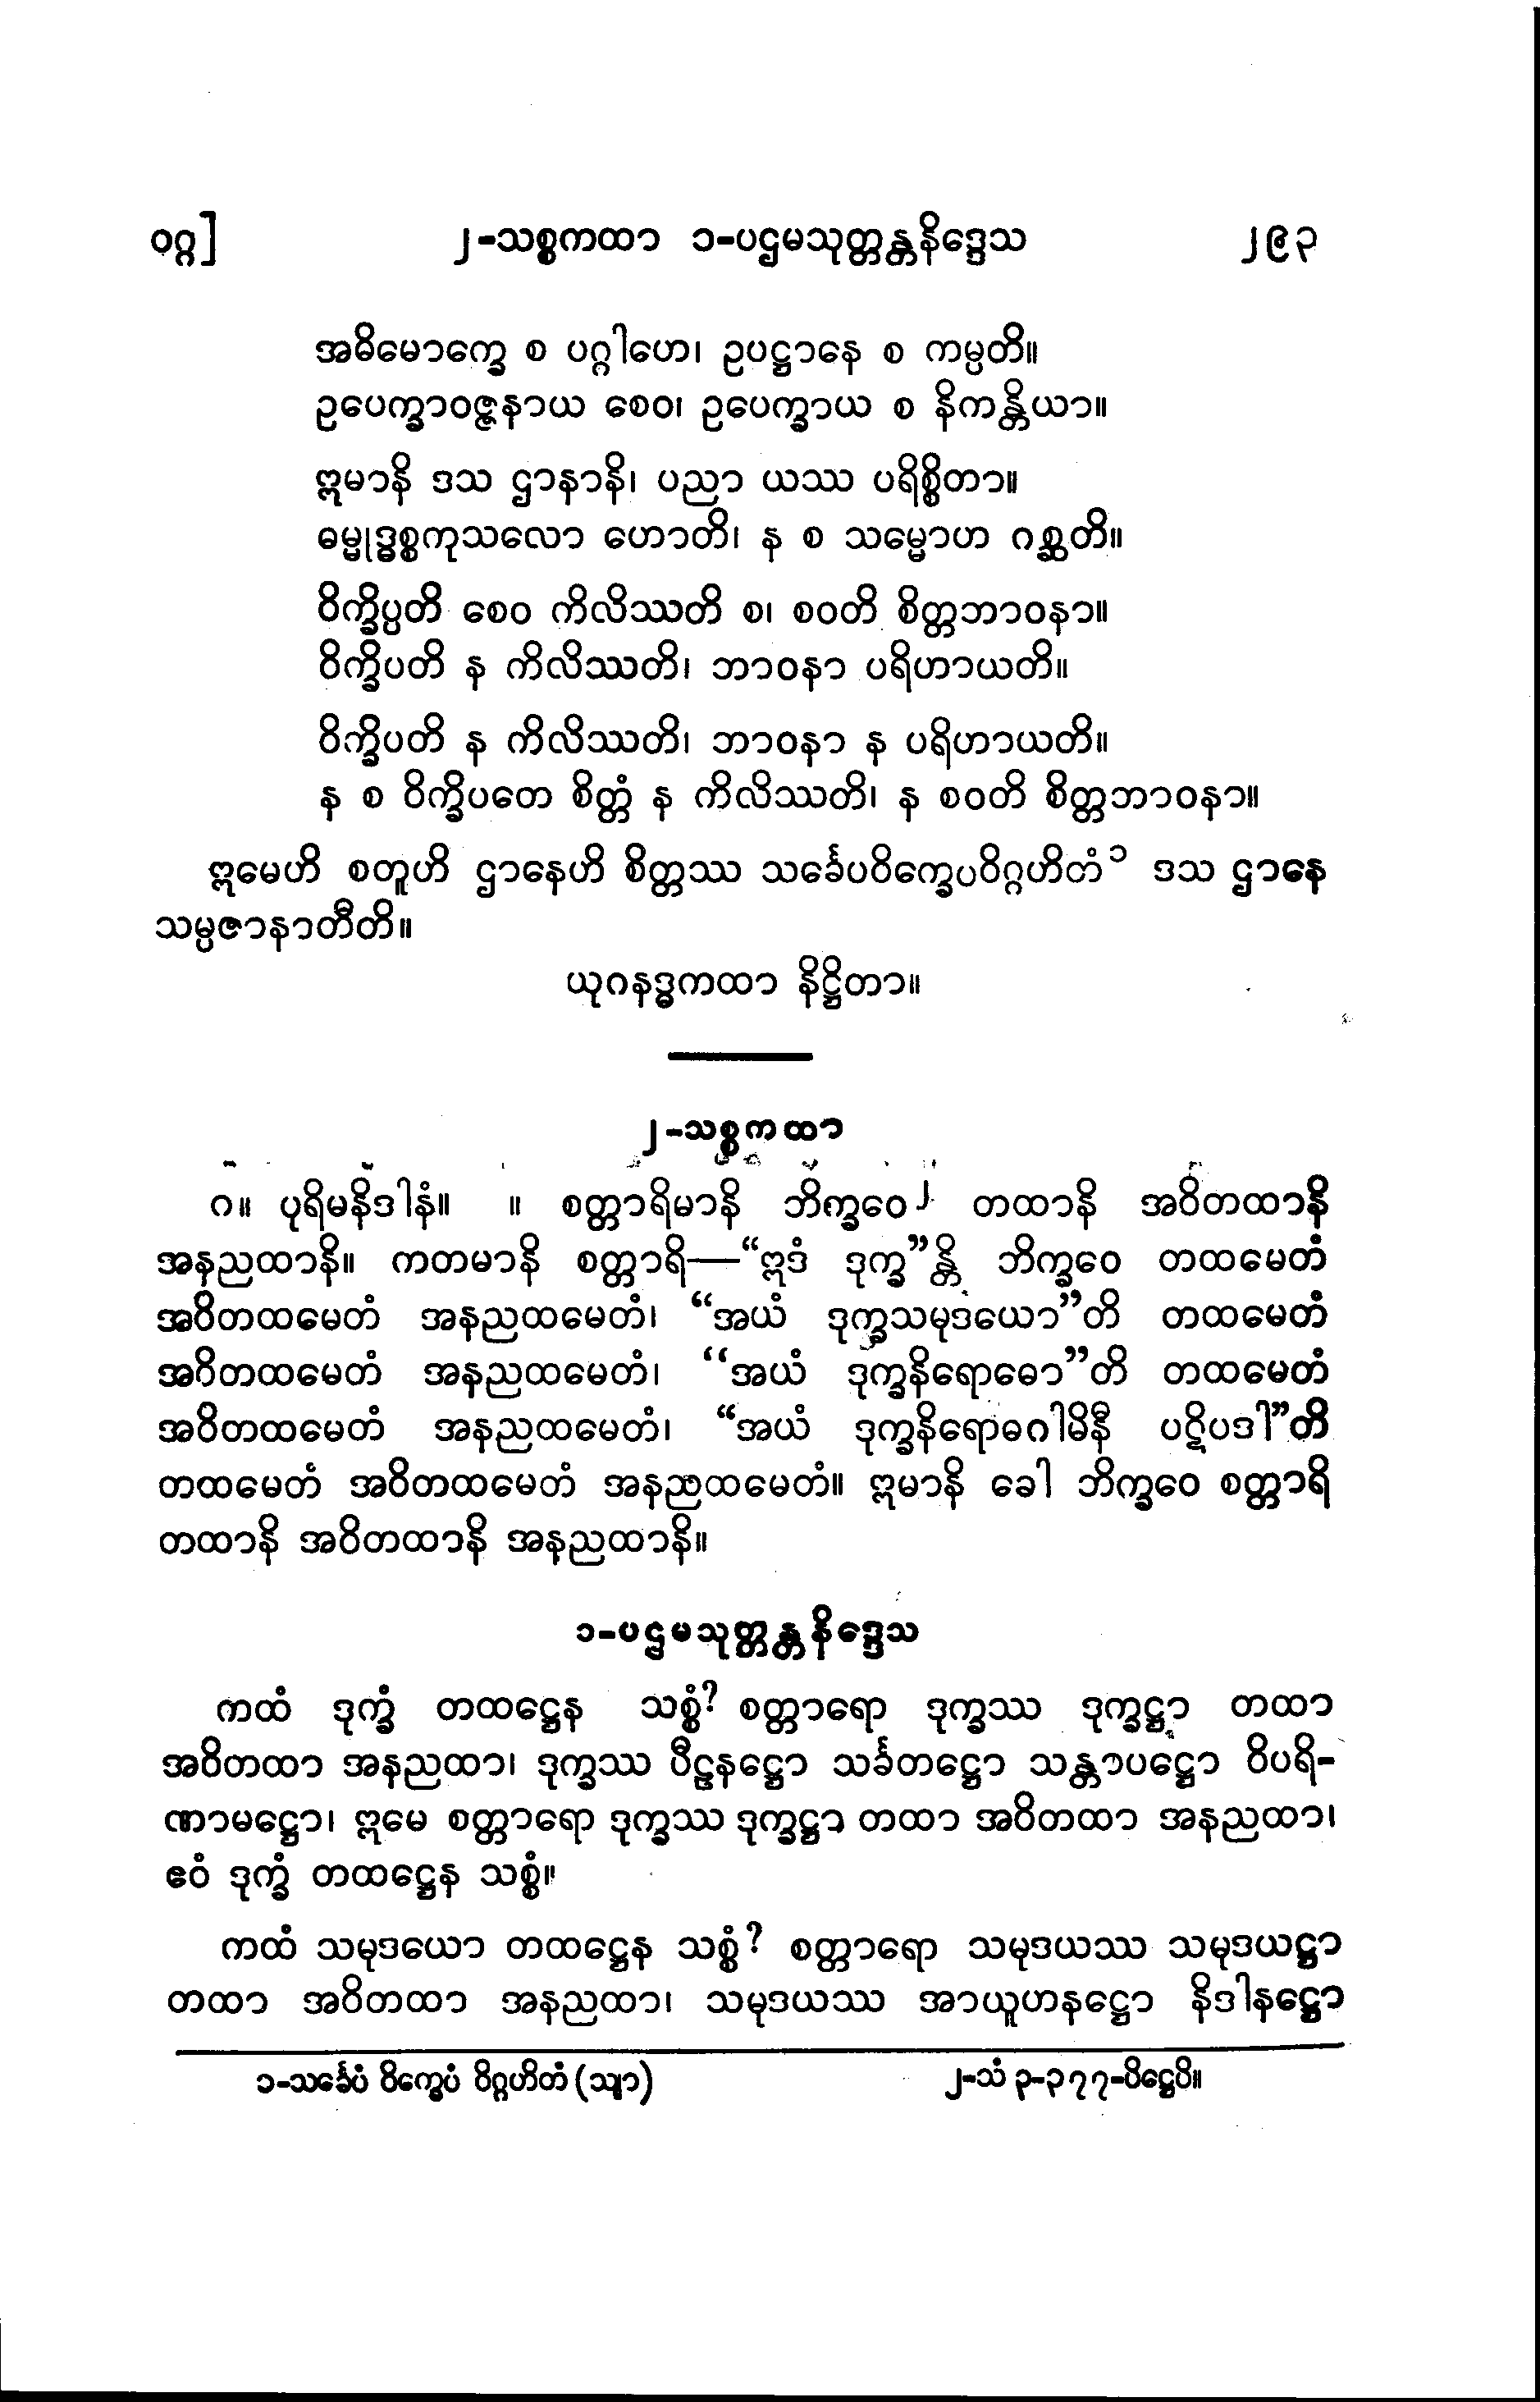 ဝဂ္ဂ] ၂-သစ္စကထာ ၁-ပဌမသုတ္တန္တနိဒ္ဒေသ ၂၉၃
အဓိမောက္ခေ စ ပဂ္ဂါဟေ၊ ဥပဋ္ဌာနေ စ ကမ္ပတိ။
ဥပေက္ခာဝဇ္ဇနာယ စေဝ၊ ဥပေက္ခာယ စ နိကန္တိယာ။
ဣမာနိ ဒသ ဌာနာနိ၊ ပညာ ယဿ ပရိစ္စိတာ။
ဓမ္မုဒ္ဓစ္စကုသလော ဟောတိ၊ န စ သမ္မောဟ ဂစ္ဆတိ။
ဝိက္ခိပ္ပတိ စေဝ ကိလိဿတိ စ၊ စဝတိ စိတ္တဘာဝနာ။
ဝိက္ခိပတိ န ကိလိဿတိ၊ ဘာဝနာ ပရိဟာယတိ။
ဝိက္ခိပတိ န ကိလိဿတိ၊ ဘာဝနာ န ပရိဟာယတိ။
န စ ဝိက္ခိပတေ စိတ္တံ န ကိလိဿတိ၊ န စဝတိ စိတ္တဘာဝနာ။
ဣမေဟိ စတူဟိ ဌာနေဟိ စိတ္တဿ သင်္ခေပဝိက္ခေပဝိဂ္ဂဟိတံ၁ ဒသ ဌာနေ
သမ္ပဇာနာတီတိ။
ယုဂနဒ္ဓကထာ နိဋ္ဌိတာ။
၂-သစ္စကထာ
ဂ။ ပုရိမနိဒါနံ။ ။ စတ္တာရိမာနိ ဘိက္ခဝေ၂ တထာနိ အဝိတထာနိ
အနညထာနိ။ ကတမာနိ စတ္တာရိ—“ဣဒံ ဒုက္ခ”န္တိ ဘိက္ခဝေ တထမေတံ
အဝိတထမေတံ အနညထမေတံ၊ “အယံ ဒုက္ခသမုဒယော”တိ တထမေတံ
အဝိတထမေတံ အနညထမေတံ၊ “အယံ ဒုက္ခနိရောဓော”တိ တထမေတံ
အဝိတထမေတံ အနညထမေတံ၊ “အယံ ဒုက္ခနိရောဓဂါမိနီ ပဋိပဒါ”တိ
တထမေတံ အဝိတထမေတံ အနညထမေတံ။ ဣမာနိ ခေါ ဘိက္ခဝေ စတ္တာရိ
တထာနိ အဝိတထာနိ အနညထာနိ။
၁-ပဌမသုတ္တန္တနိဒ္ဒေသ
ကထံ ဒုက္ခံ တထဋ္ဌေန သစ္စံ? စတ္တာရော ဒုက္ခဿ ဒုက္ခဋ္ဌာ တထာ
အဝိတထာ အနညထာ၊ ဒုက္ခဿ ပီဠနဋ္ဌော သင်္ခတဋ္ဌော သန္တာပဋ္ဌော ဝိပရိ-
ဏာမဋ္ဌော၊ ဣမေ စတ္တာရော ဒုက္ခဿ ဒုက္ခဋ္ဌာ တထာ အဝိတထာ အနညထာ၊
ဧဝံ ဒုက္ခံ တထဋ္ဌေန သစ္စံ။
ကထံ သမုဒယော တထဋ္ဌေန သစ္စံ? စတ္တာရော သမုဒယဿ သမုဒယဋ္ဌာ
တထာ အဝိတထာ အနညထာ၊ သမုဒယဿ အာယူဟနဋ္ဌော နိဒါနဋ္ဌော
၁-သင်္ခေပံ ဝိက္ခေပံ ဝိဂ္ဂဟိတံ (သျာ) ၂-သံ ၃-၃၇၇-ပိဋ္ဌေပိ။